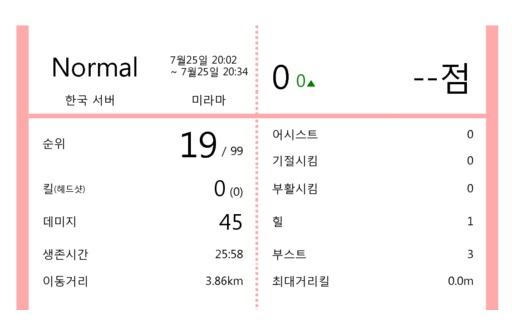 Normal
7월25일 20:02
~ 7월25일 20:34
한국 서버
미라마
0 0▲
--점
순위 19 / 99
킬(헤드샷) 0 (0)
데미지 45
생존시간 25:58
이동거리 3.86km
어시스트 0
기절시킴 0
부활시킴 0
힐 1
부스트 3
최대거리킬 0.0m